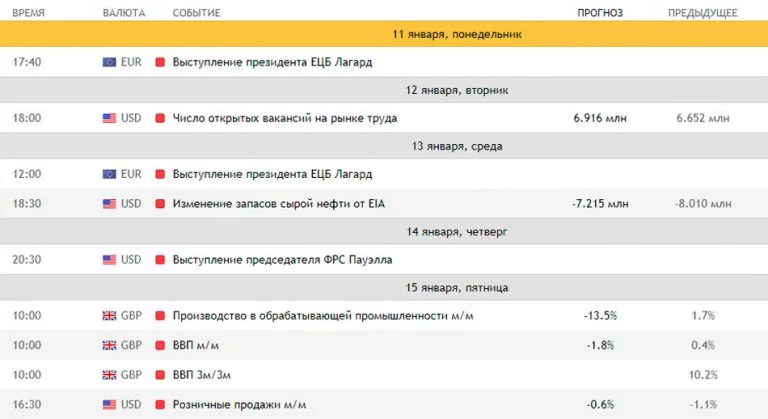 ВРЕМЯ ВАЛЮТА СОБЫТИЕ ПРОГНОЗ ПРЕДЫДУЩЕЕ
11 января, понедельник
17:40 EUR Выступление президента ЕЦБ Лагард
12 января, вторник
18:00 USD Число открытых вакансий на рынке труда 6.916 млн 6.652 млн
13 января, среда
12:00 EUR Выступление президента ЕЦБ Лагард
18:30 USD Изменение запасов сырой нефти от EIA -7.215 млн -8.010 млн
14 января, четверг
20:30 USD Выступление председателя ФРС Пауэлла
15 января, пятница
10:00 GBP Производство в обрабатывающей промышленности м/м -13.5% 1.7%
10:00 GBP ВВП м/м -1.8% 0.4%
10:00 GBP ВВП 3м/3м 10.2%
16:30 USD Розничные продажи м/м -0.6% -1.1%